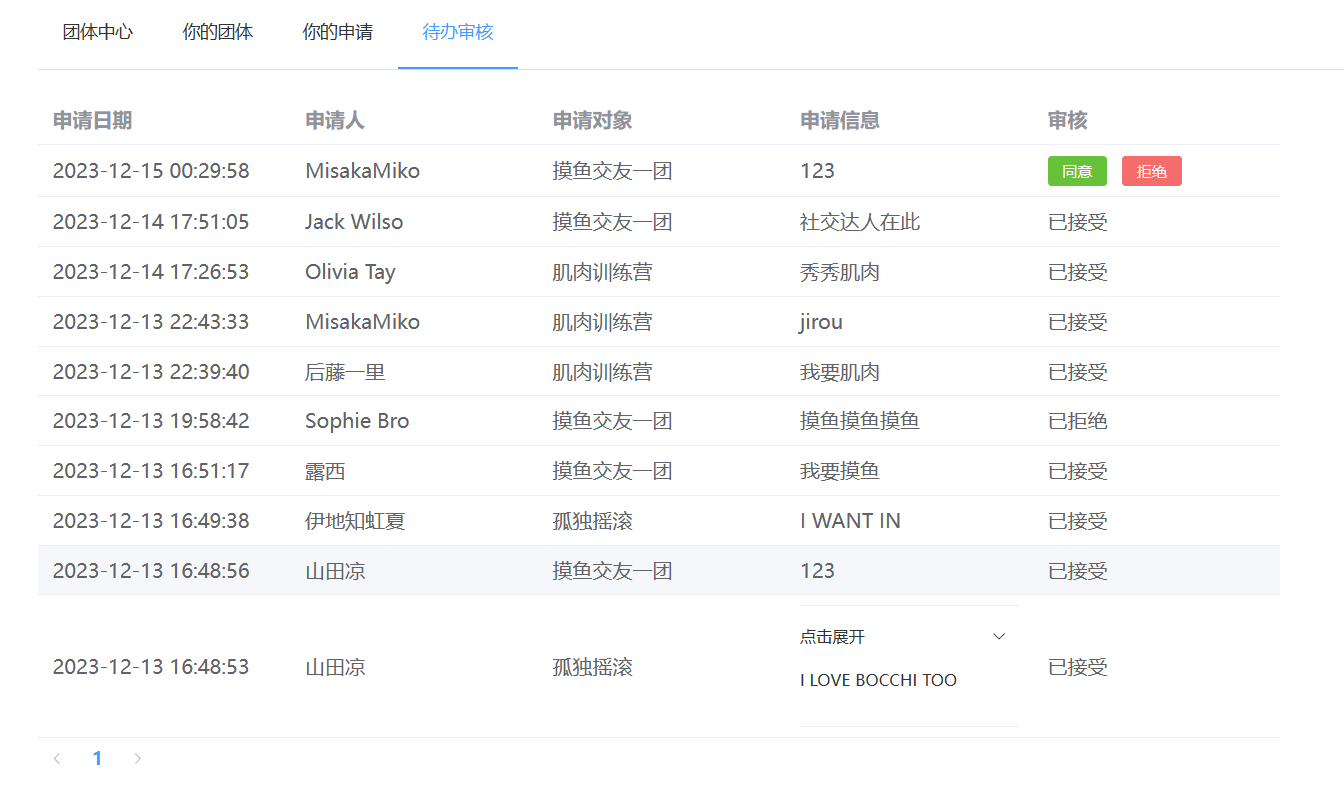 团体中心 你的团体 你的申请 待办审核
申请日期 申请人 申请对象 申请信息 审核
2023-12-15 00:29:58 MisakaMiko 摸鱼交友一团 123 同意 拒绝
2023-12-14 17:51:05 Jack Wilso 摸鱼交友一团 社交达人在此 已接受
2023-12-14 17:26:53 Olivia Tay 肌肉训练营 秀秀肌肉 已接受
2023-12-13 22:43:33 MisakaMiko 肌肉训练营 jirou 已接受
2023-12-13 22:39:40 后藤一里 肌肉训练营 我要肌肉 已接受
2023-12-13 19:58:42 Sophie Bro 摸鱼交友一团 摸鱼摸鱼摸鱼 已拒绝
2023-12-13 16:51:17 露西 摸鱼交友一团 我要摸鱼 已接受
2023-12-13 16:49:38 伊地知虹夏 孤独摇滚 I WANT IN 已接受
2023-12-13 16:48:56 山田凉 摸鱼交友一团 123 已接受
点击展开
2023-12-13 16:48:53 山田凉 孤独摇滚 已接受
I LOVE BOCCHI TOO
1